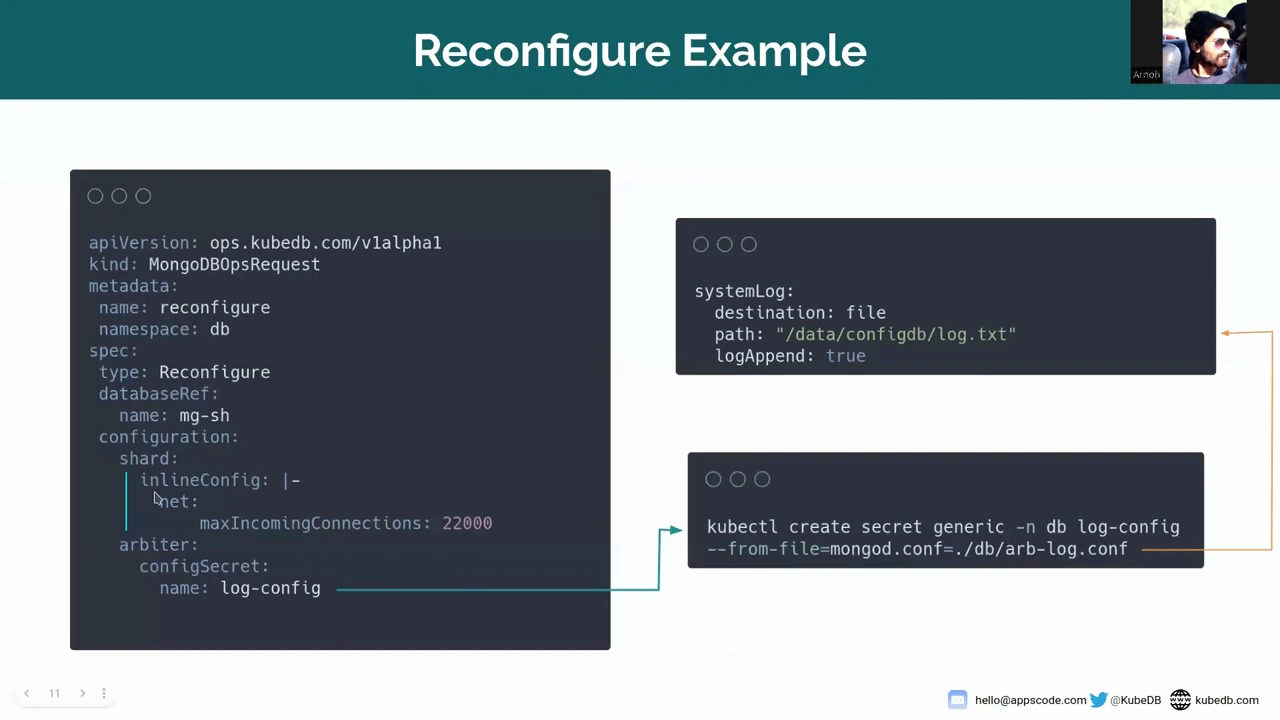 Reconfigure Example
Arnob
apiVersion: ops.kubedb.com/v1alpha1
kind: MongoDBOpsRequest
metadata:
name: reconfigure
namespace: db
spec:
type: Reconfigure
databaseRef:
name: mg-sh
configuration:
shard:
inlineConfig: |-
net:
maxIncomingConnections: 22000
arbiter:
configSecret:
name: log-config
systemLog:
destination: file
path: "/data/configdb/log.txt"
logAppend: true
kubectl create secret generic -n db log-config
--from-file=mongod.conf=./db/arb-log.conf
11
hello@appscode.com @KubeDB kubedb.com